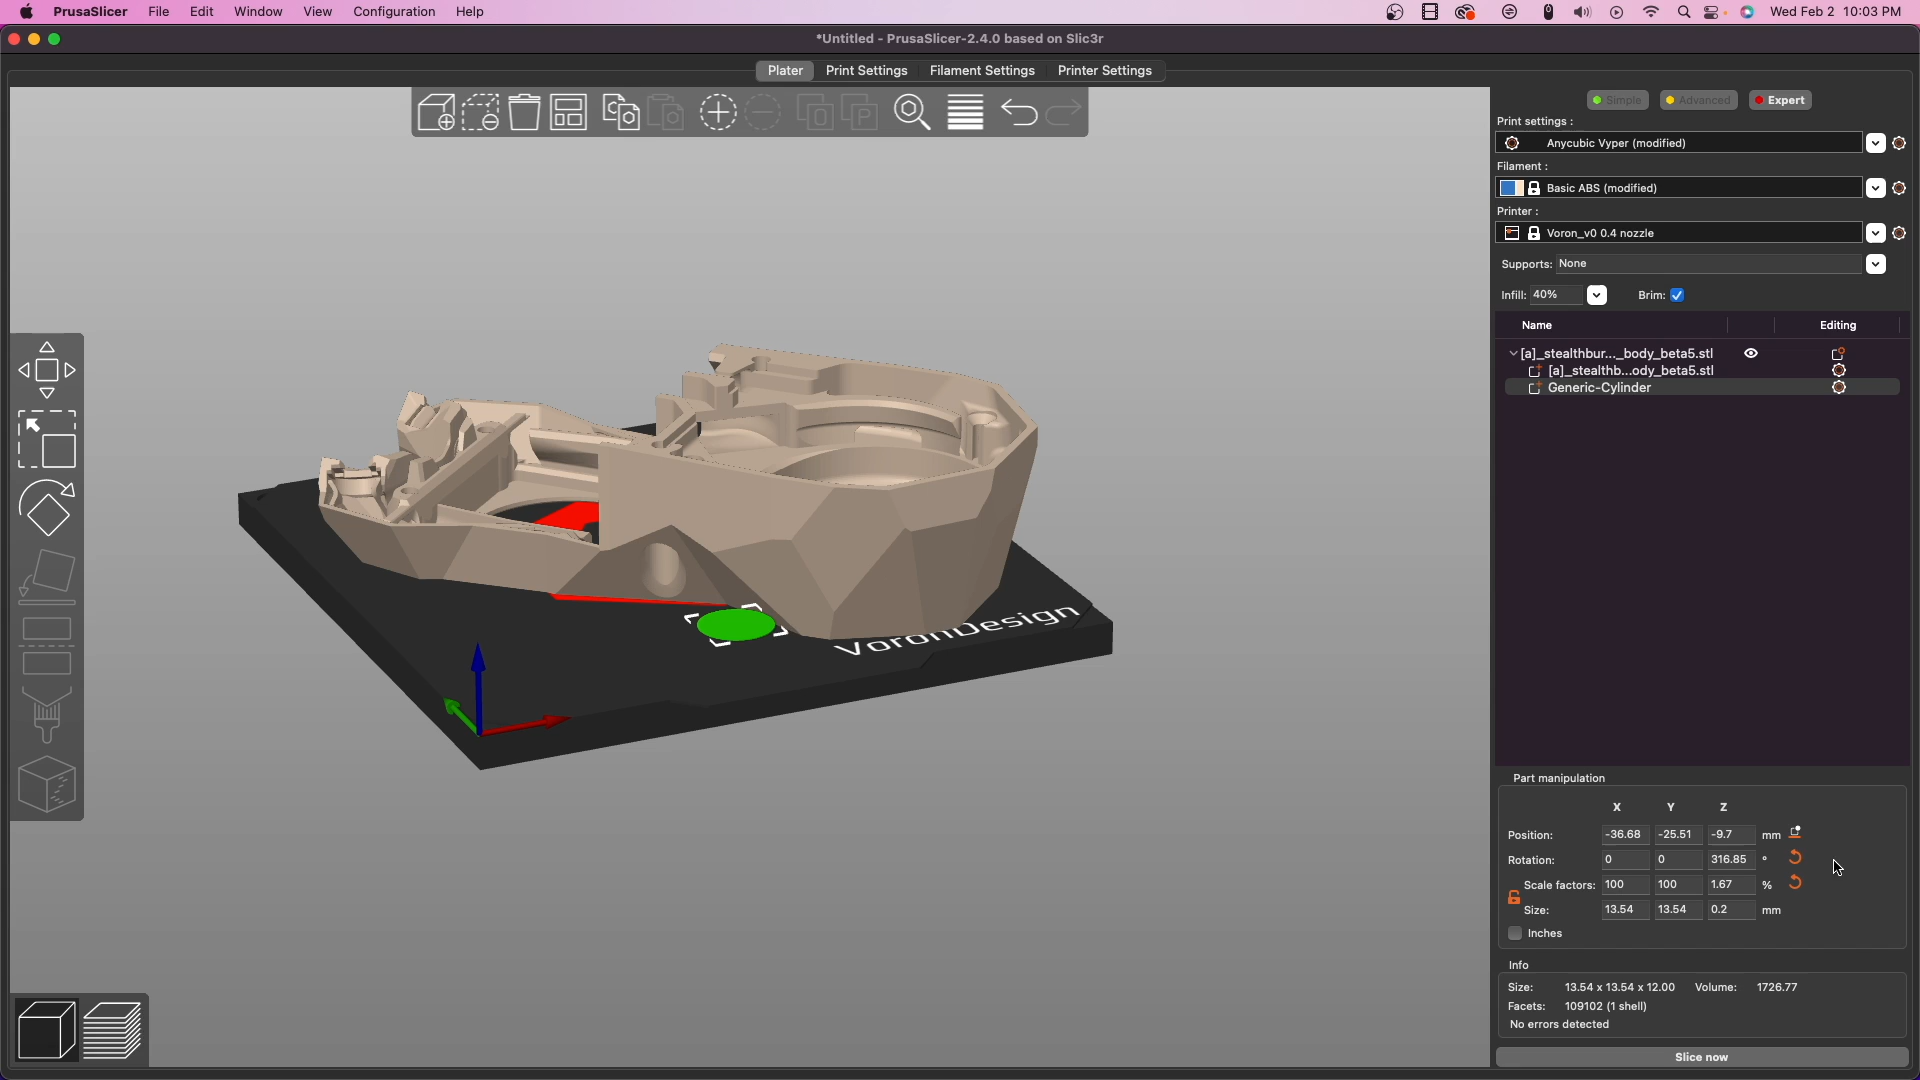 PrusaSlicer File Edit Window View Configuration Help Wed Feb 2 10:03 PM
*Untitled - PrusaSlicer-2.4.0 based on Slic3r
Plater Print Settings Filament Settings Printer Settings
Simple Advanced Expert
Print settings :
Anycubic Vyper (modified)
Filament :
Basic ABS (modified)
Printer :
Voron_v0 0.4 nozzle
Supports: None
Infill: 40% Brim:
Name Editing
[a]_stealthbur..._body_beta5.stl
[a]_stealthb...ody_beta5.stl
Generic-Cylinder
VoronDesign
Part manipulation
X Y Z
Position: -36.68 -25.51 -9.7 mm
Rotation: 0 0 316.85 °
Scale factors: 100 100 1.67 %
Size: 13.54 13.54 0.2 mm
Inches
Info
Size: 13.54 x 13.54 x 12.00 Volume: 1726.77
Facets: 109102 (1 shell)
No errors detected
Slice now